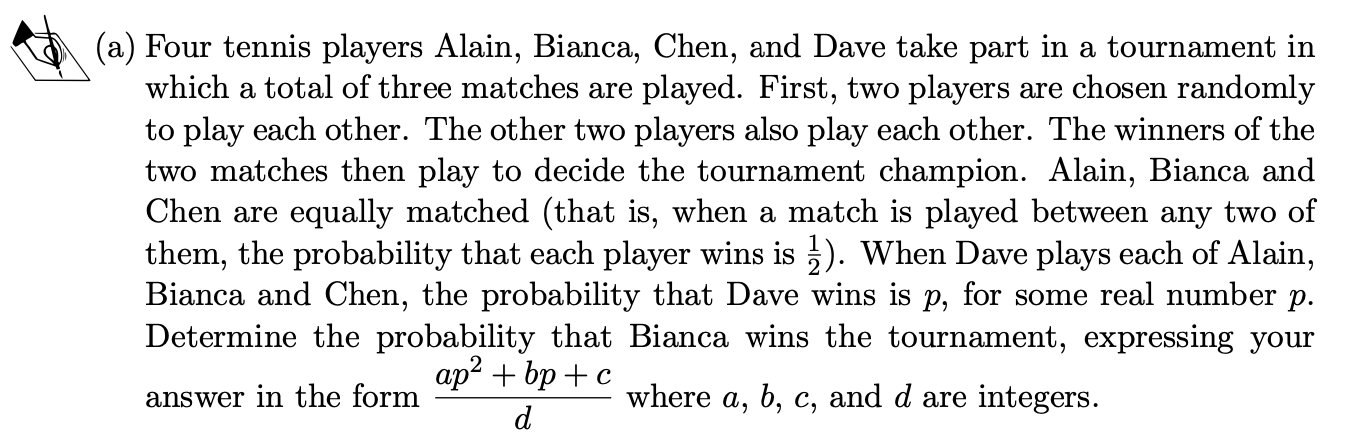 (a) Four tennis players Alain, Bianca, Chen, and Dave take part in a tournament in
which a total of three matches are played. First, two players are chosen randomly
to play each other. The other two players also play each other. The winners of the
two matches then play to decide the tournament champion. Alain, Bianca and
Chen are equally matched (that is, when a match is played between any two of
them, the probability that each player wins is $\frac{1}{2}$). When Dave plays each of Alain,
Bianca and Chen, the probability that Dave wins is $p$, for some real number $p$.
Determine the probability that Bianca wins the tournament, expressing your
answer in the form $\frac{ap^2 + bp + c}{d}$ where $a$, $b$, $c$, and $d$ are integers.